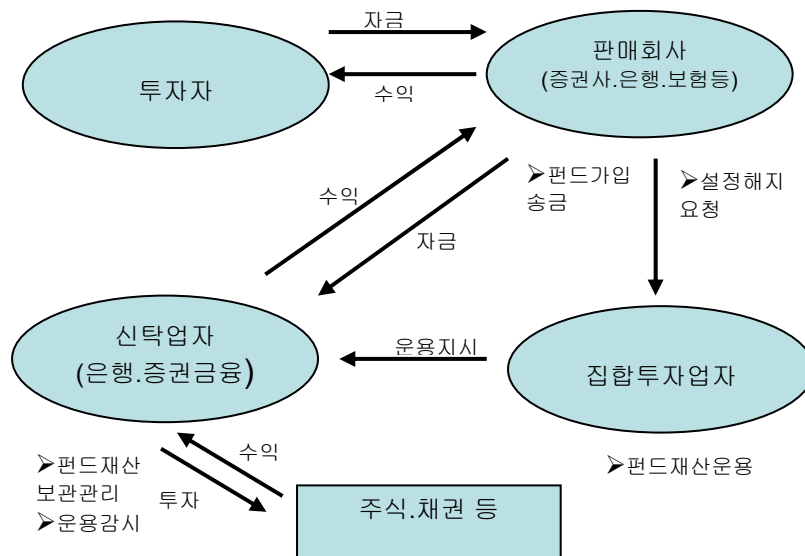 자금
판매회사
(증권사.은행.보험등)
투자자
수익
수익
➢펀드가입
송금
➢설정해지
요청
자금
신탁업자
(은행.증권금융)
운용지시
집합투자업자
➢펀드재산
보관관리
➢운용감시
수익
투자
➢펀드재산운용
주식.채권 등